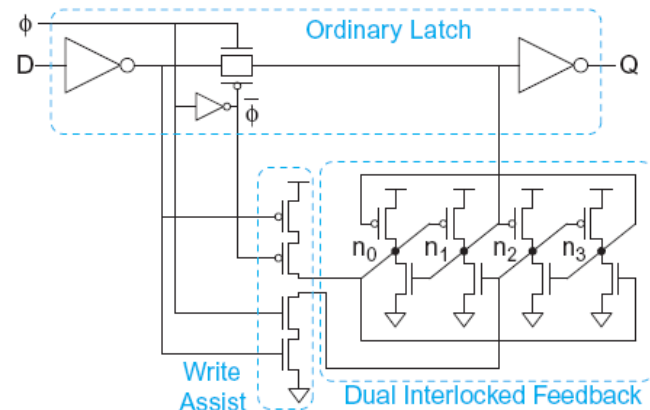 ϕ
Ordinary Latch
D
Q
ϕ̅
n₀
n₁
n₂
n₃
Write
Assist
Dual Interlocked Feedback